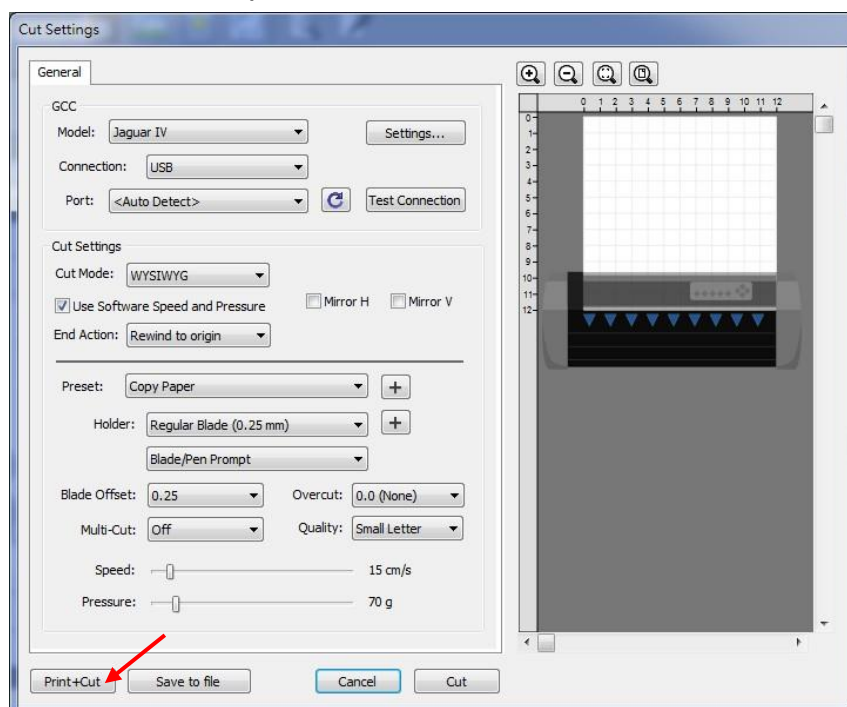 Cut Settings
General
GCC
Model: Jaguar IV Settings...
Connection: USB
Port: <Auto Detect> Test Connection
Cut Settings
Cut Mode: WYSIWYG
Use Software Speed and Pressure Mirror H Mirror V
End Action: Rewind to origin
Preset: Copy Paper +
Holder: Regular Blade (0.25 mm) +
Blade/Pen Prompt
Blade Offset: 0.25 Overcut: 0.0 (None)
Multi-Cut: Off Quality: Small Letter
Speed: 15 cm/s
Pressure: 70 g
Print+Cut Save to file Cancel Cut
0 1 2 3 4 5 6 7 8 9 10 11 12
0
1
2
3
4
5
6
7
8
9
10
11
12